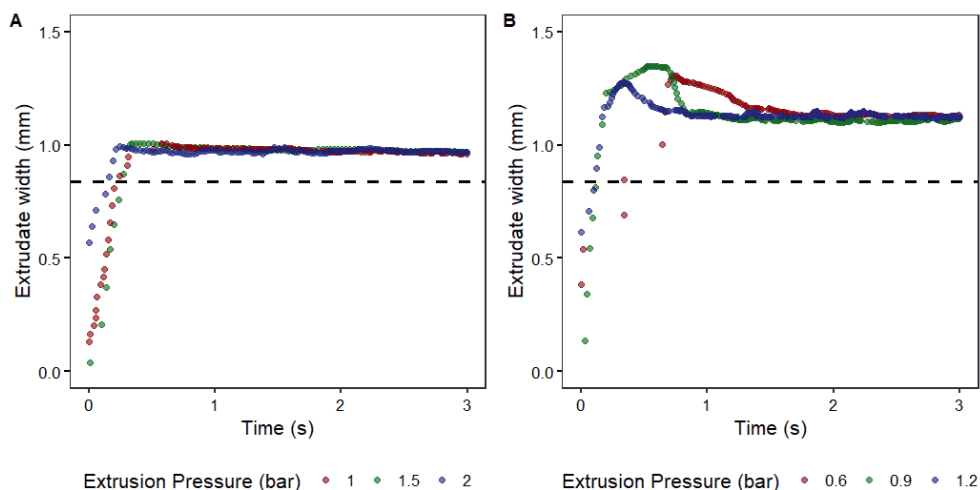 A
B
1.5
1.0
0.5
0.0
Extrudate width (mm)
0
1
2
3
Time (s)
1.5
1.0
0.5
0.0
Extrudate width (mm)
0
1
2
3
Time (s)
Extrusion Pressure (bar) 1 1.5 2
Extrusion Pressure (bar) 0.6 0.9 1.2